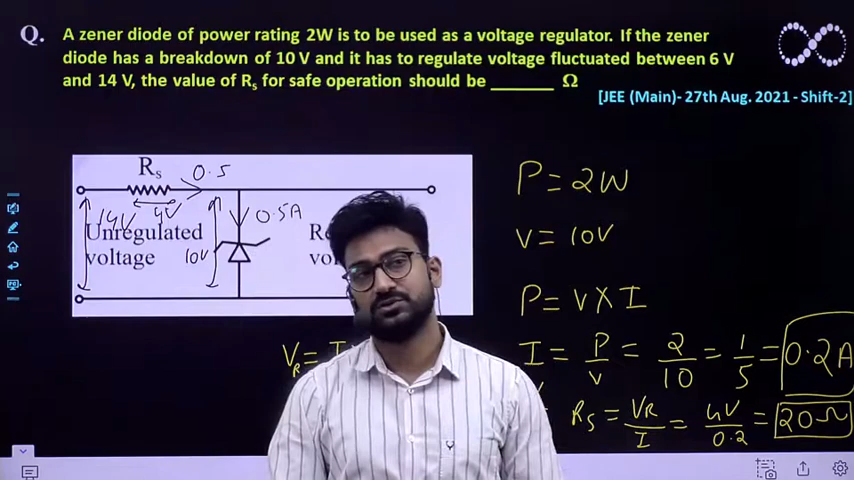 Q. A zener diode of power rating 2W is to be used as a voltage regulator. If the zener
diode has a breakdown of 10 V and it has to regulate voltage fluctuated between 6 V
and 14 V, the value of Rs for safe operation should be ______ Ω
[JEE (Main)- 27th Aug. 2021 - Shift-2]
Rs 0.5
14V 4V 0.5A
Unregulated
voltage 10V
P = 2W
V = 10V
P = V X I
I = P/V = 2/10 = 1/5 = 0.2A
VR =
Rs = VR/I = 4V/0.2 = 20Ω